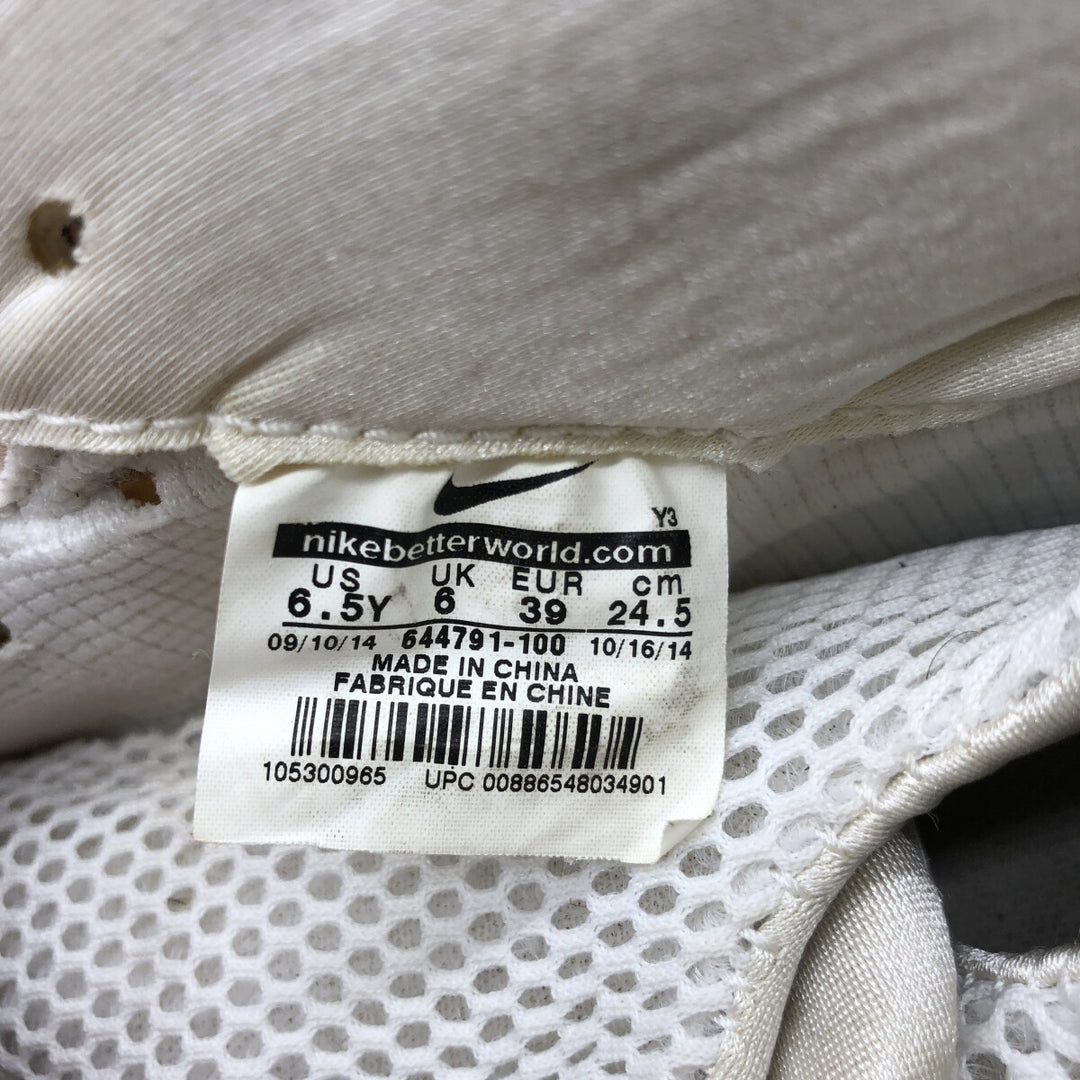 Y3
nikebetterworld.com
US UK EUR cm
6.5Y 6 39 24.5
09/10/14 644791-100 10/16/14
MADE IN CHINA
FABRIQUE EN CHINE
105300965 UPC 00886548034901